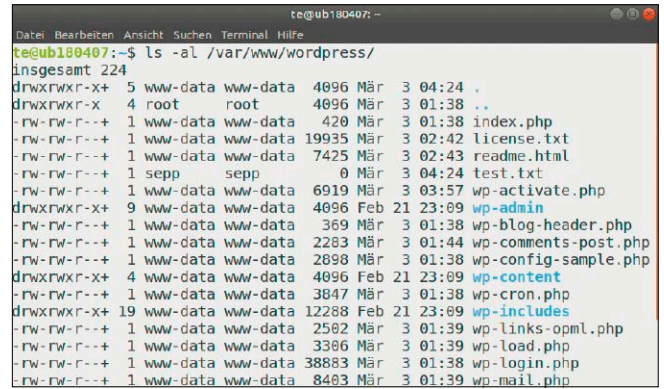 te@ub180407: ~
Datei Bearbeiten Ansicht Suchen Terminal Hilfe
te@ub180407:~$ ls -al /var/www/wordpress/
insgesamt 224
drwxrwxr-x+ 5 www-data www-data 4096 Mär 3 04:24 .
drwxrwxr-x 4 root root 4096 Mär 3 01:38 ..
-rw-rw-r--+ 1 www-data www-data 420 Mär 3 01:38 index.php
-rw-rw-r--+ 1 www-data www-data 19935 Mär 3 02:42 license.txt
-rw-rw-r--+ 1 www-data www-data 7425 Mär 3 02:43 readme.html
-rw-rw-r--+ 1 sepp sepp 0 Mär 3 04:24 test.txt
-rw-rw-r--+ 1 www-data www-data 6919 Mär 3 03:57 wp-activate.php
drwxrwxr-x+ 9 www-data www-data 4096 Feb 21 23:09 wp-admin
-rw-rw-r--+ 1 www-data www-data 369 Mär 3 01:38 wp-blog-header.php
-rw-rw-r--+ 1 www-data www-data 2283 Mär 3 01:44 wp-comments-post.php
-rw-rw-r--+ 1 www-data www-data 2898 Mär 3 01:38 wp-config-sample.php
drwxrwxr-x+ 4 www-data www-data 4096 Feb 21 23:09 wp-content
-rw-rw-r--+ 1 www-data www-data 3847 Mär 3 01:38 wp-cron.php
drwxrwxr-x+ 19 www-data www-data 12288 Feb 21 23:09 wp-includes
-rw-rw-r--+ 1 www-data www-data 2502 Mär 3 01:39 wp-links-opml.php
-rw-rw-r--+ 1 www-data www-data 3306 Mär 3 01:39 wp-load.php
-rw-rw-r--+ 1 www-data www-data 38883 Mär 3 01:38 wp-login.php
-rw-rw-r--+ 1 www-data www-data 8403 Mär 3 01:39 wp-mail.php